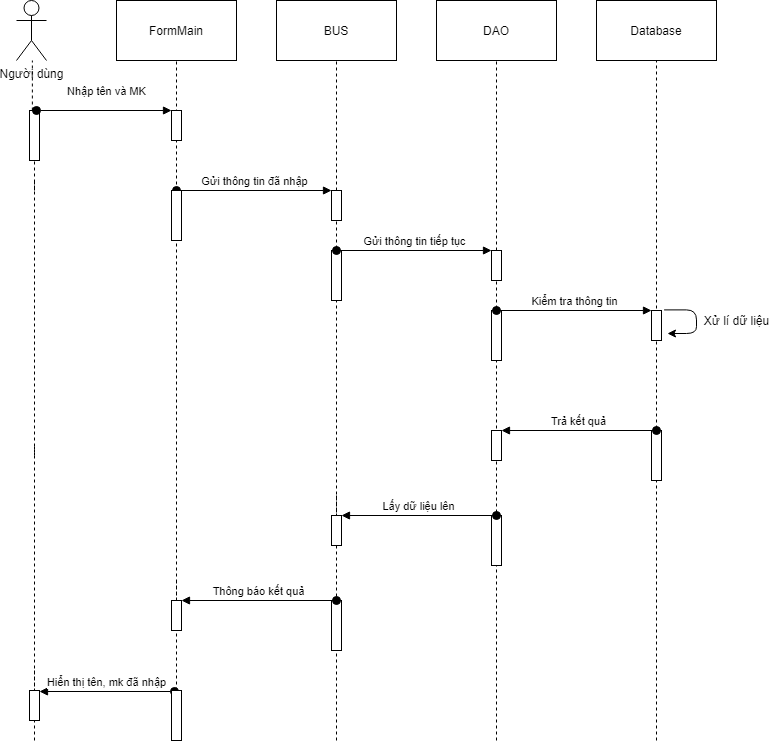 FormMain
BUS
DAO
Database
Người dùng
Nhập tên và MK
Gửi thông tin đã nhập
Gửi thông tin tiếp tục
Kiểm tra thông tin
Xử lí dữ liệu
Trả kết quả
Lấy dữ liệu lên
Thông báo kết quả
Hiển thị tên, mk đã nhập